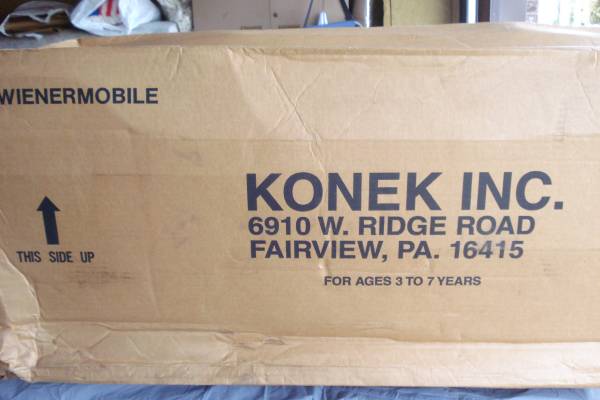 WIENERMOBILE
KONEK INC.
6910 W. RIDGE ROAD
FAIRVIEW, PA. 16415
THIS SIDE UP
FOR AGES 3 TO 7 YEARS